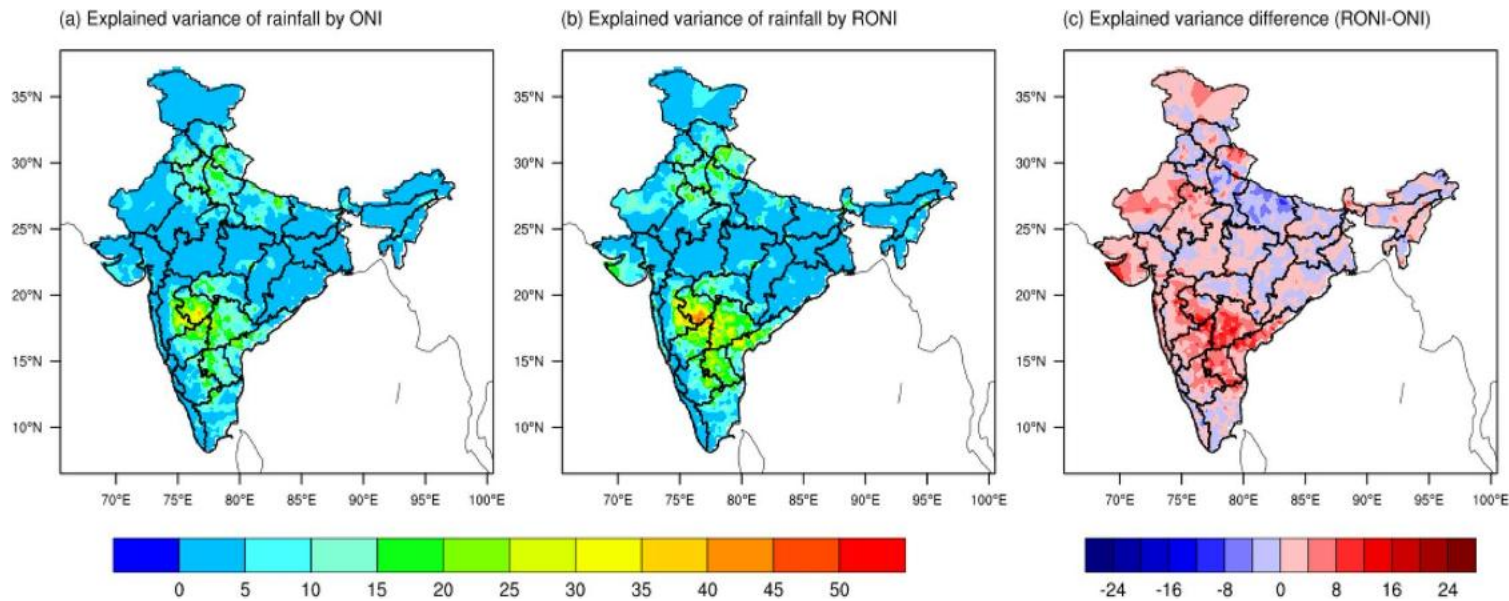 (a) Explained variance of rainfall by ONI
(b) Explained variance of rainfall by RONI
(c) Explained variance difference (RONI-ONI)
35°N
30°N
25°N
20°N
15°N
10°N
70°E 75°E 80°E 85°E 90°E 95°E 100°E
35°N
30°N
25°N
20°N
15°N
10°N
70°E 75°E 80°E 85°E 90°E 95°E 100°E
35°N
30°N
25°N
20°N
15°N
10°N
70°E 75°E 80°E 85°E 90°E 95°E 100°E
0 5 10 15 20 25 30 35 40 45 50
-24 -16 -8 0 8 16 24